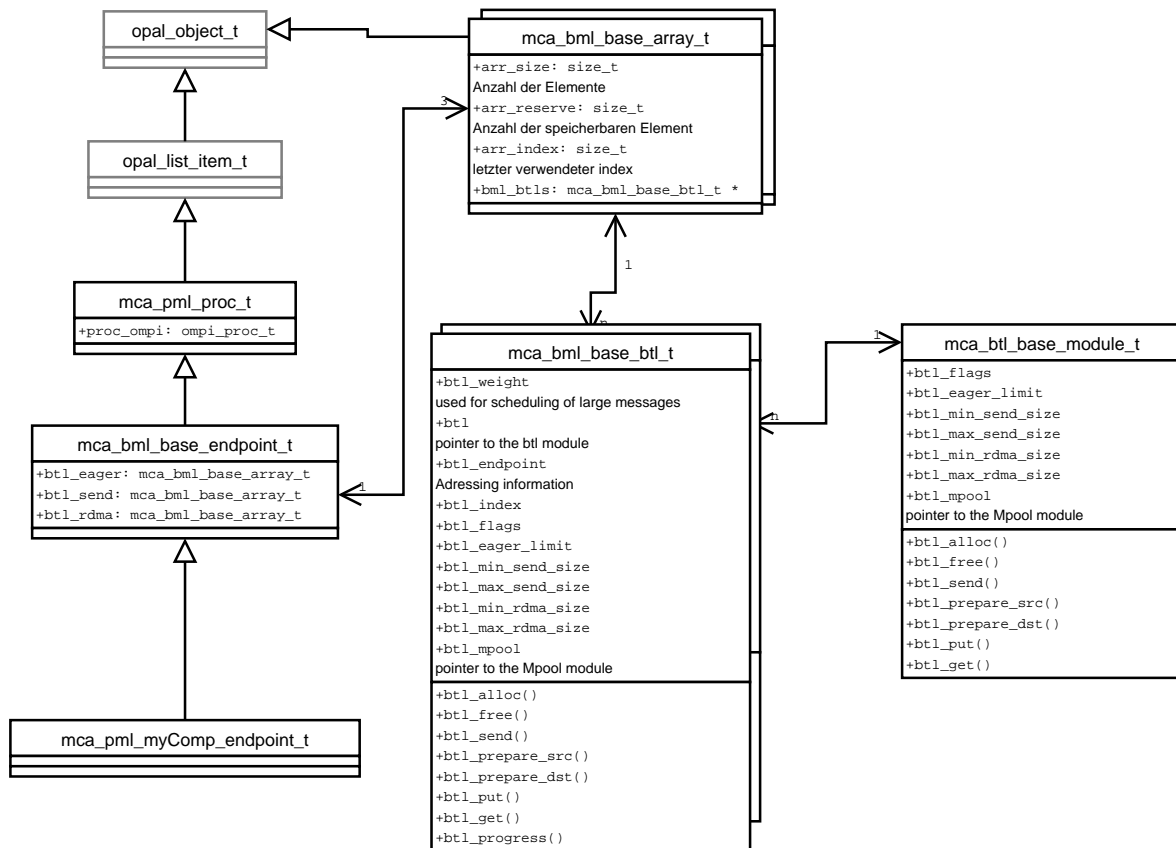 opal_object_t
mca_bml_base_array_t
+arr_size: size_t
Anzahl der Elemente
+arr_reserve: size_t
Anzahl der speicherbaren Element
+arr_index: size_t
letzter verwendeter index
+bml_btls: mca_bml_base_btl_t *
3
opal_list_item_t
1
mca_pml_proc_t
+proc_ompi: ompi_proc_t
n
mca_bml_base_btl_t
+btl_weight
used for scheduling of large messages
+btl
pointer to the btl module
+btl_endpoint
Adressing information
+btl_index
+btl_flags
+btl_eager_limit
+btl_min_send_size
+btl_max_send_size
+btl_min_rdma_size
+btl_max_rdma_size
+btl_mpool
pointer to the Mpool module
+btl_alloc()
+btl_free()
+btl_send()
+btl_prepare_src()
+btl_prepare_dst()
+btl_put()
+btl_get()
+btl_progress()
1
n
mca_btl_base_module_t
+btl_flags
+btl_eager_limit
+btl_min_send_size
+btl_max_send_size
+btl_min_rdma_size
+btl_max_rdma_size
+btl_mpool
pointer to the Mpool module
+btl_alloc()
+btl_free()
+btl_send()
+btl_prepare_src()
+btl_prepare_dst()
+btl_put()
+btl_get()
mca_bml_base_endpoint_t
+btl_eager: mca_bml_base_array_t
+btl_send: mca_bml_base_array_t
+btl_rdma: mca_bml_base_array_t
1
mca_pml_myComp_endpoint_t